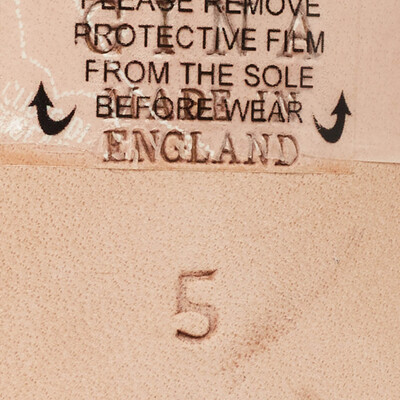 PLEASE REMOVE
GINA
PROTECTIVE FILM
FROM THE SOLE
MADE IN
BEFORE WEAR
ENGLAND
5